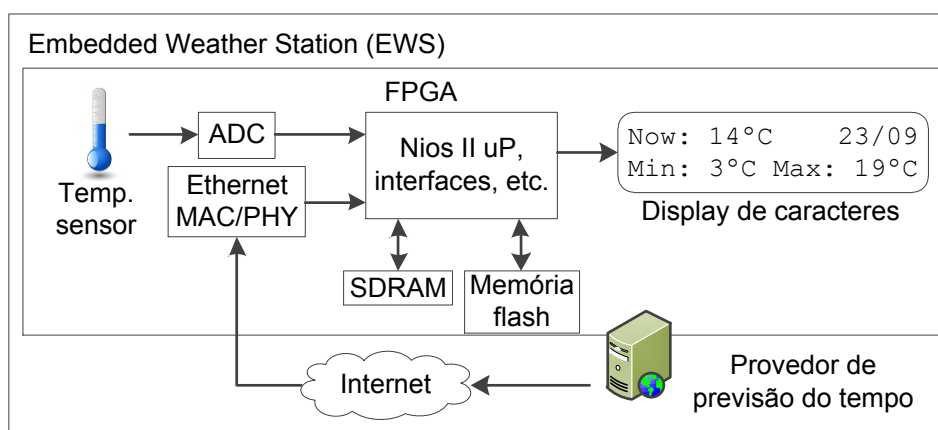 Embedded Weather Station (EWS)
FPGA
ADC
Temp.
sensor
Ethernet
MAC/PHY
Nios II uP,
interfaces, etc.
Now: 14°C 23/09
Min: 3°C Max: 19°C
Display de caracteres
SDRAM
Memória
flash
Internet
Provedor de
previsão do tempo